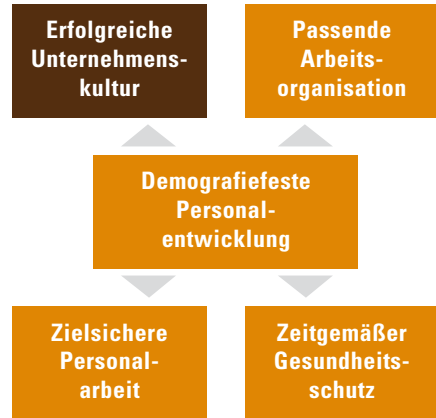 Erfolgreiche
Unternehmens-
kultur
Passende
Arbeits-
organisation
Demografiefeste
Personal-
entwicklung
Zielsichere
Personal-
arbeit
Zeitgemäßer
Gesundheits-
schutz